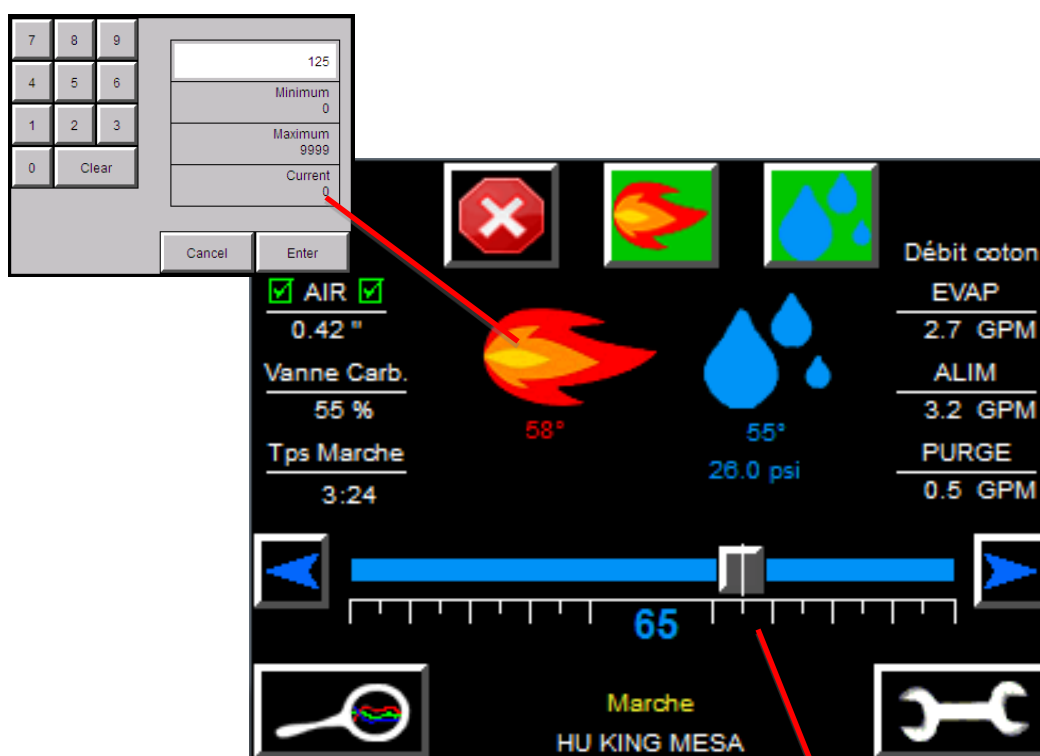 7 8 9
4 5 6
1 2 3
0 Clear
125
Minimum
0
Maximum
9999
Current
0
Cancel Enter
AIR
0.42 "
Vanne Carb.
55 %
Tps Marche
3:24
58°
55°
26.0 psi
Débit coton
EVAP
2.7 GPM
ALIM
3.2 GPM
PURGE
0.5 GPM
65
Marche
HU KING MESA